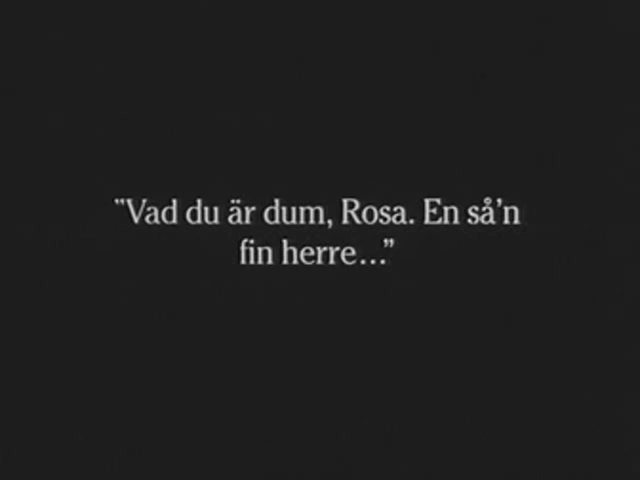 "Vad du är dum, Rosa. En så'n
fin herre..."